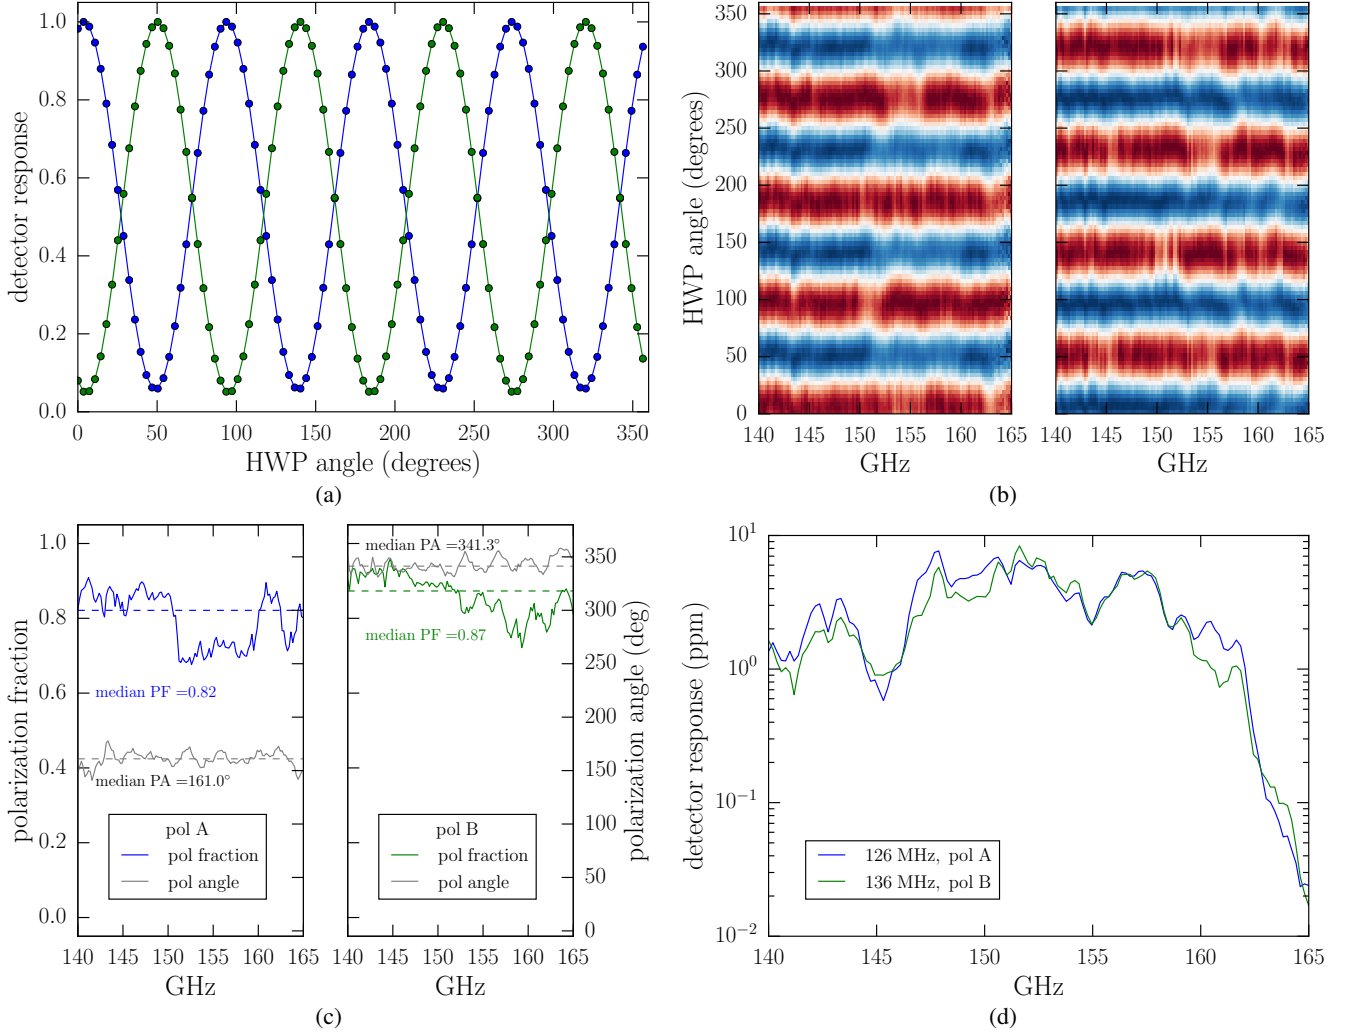 1.0
0.8
0.6
0.4
0.2
0.0
detector response
0 50 100 150 200 250 300 350
HWP angle (degrees)
(a)
350
300
250
200
150
100
50
0
HWP angle (degrees)
140 145 150 155 160 165
GHz
140 145 150 155 160 165
GHz
(b)
1.0
0.8
0.6
0.4
0.2
0.0
polarization fraction
median PF =0.82
median PA =161.0°
pol A
pol fraction
pol angle
140 145 150 155 160 165
GHz
median PA =341.3°
median PF =0.87
pol B
pol fraction
pol angle
140 145 150 155 160 165
GHz
350
300
250
200
150
100
50
0
polarization angle (deg)
(c)
10¹
10⁰
10⁻¹
10⁻²
detector response (ppm)
126 MHz, pol A
136 MHz, pol B
140 145 150 155 160 165
GHz
(d)